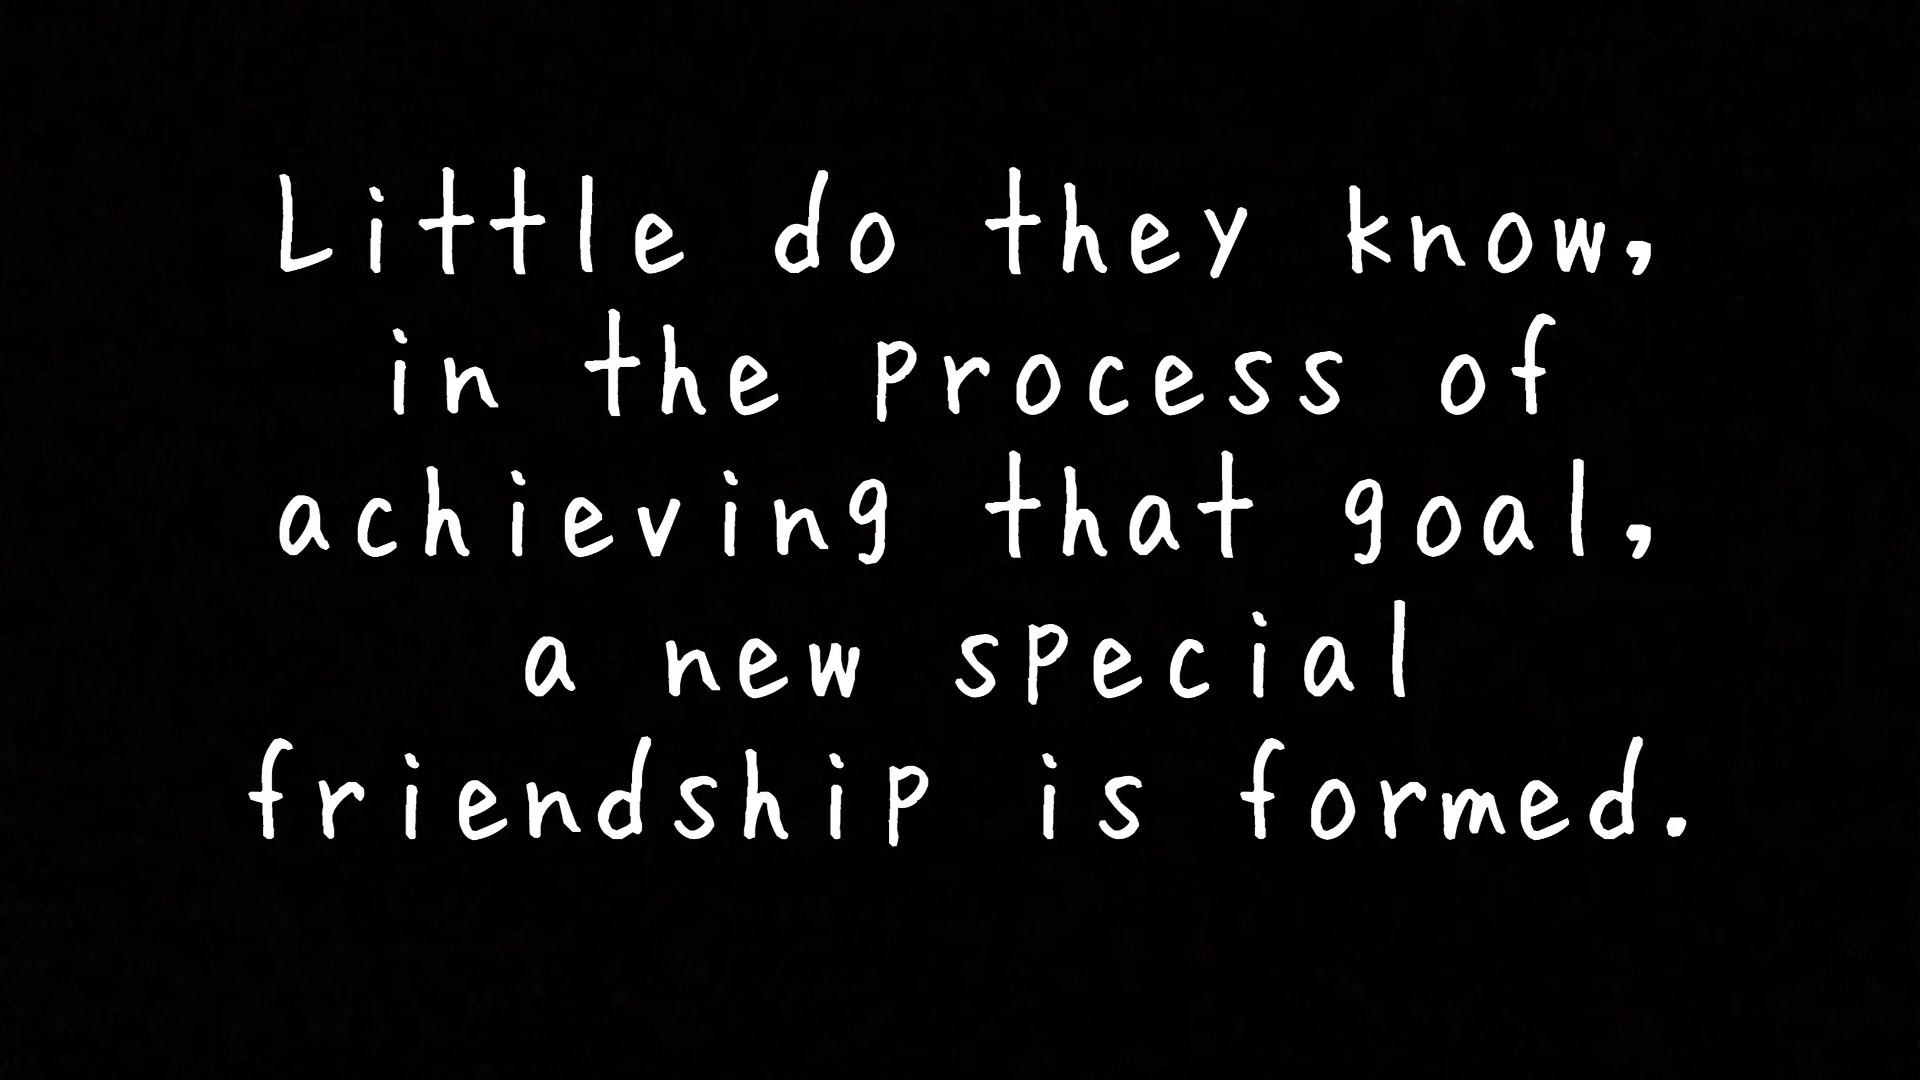 Little do they know,
in the process of
achieving that goal,
a new special
friendship is formed.